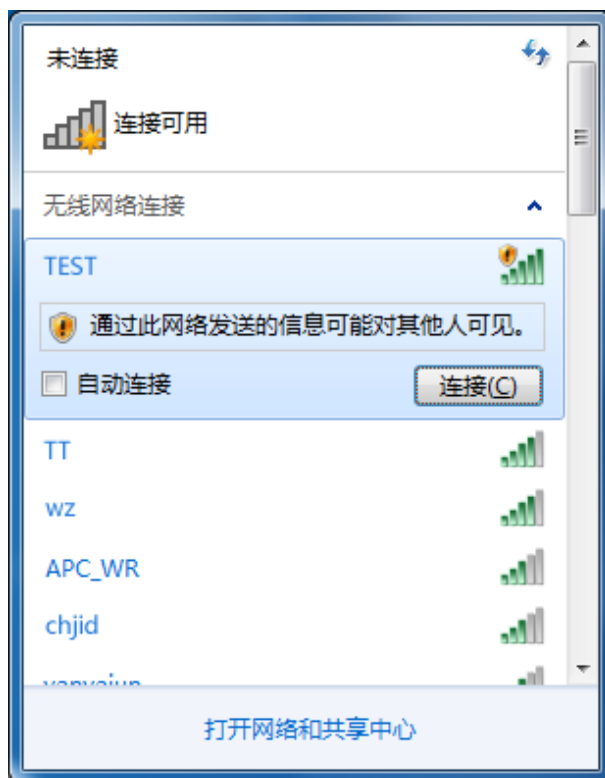 未连接
连接可用
无线网络连接
TEST
通过此网络发送的信息可能对其他人可见。
自动连接
连接(C)
TT
wz
APC_WR
chjid
yanyajun
打开网络和共享中心